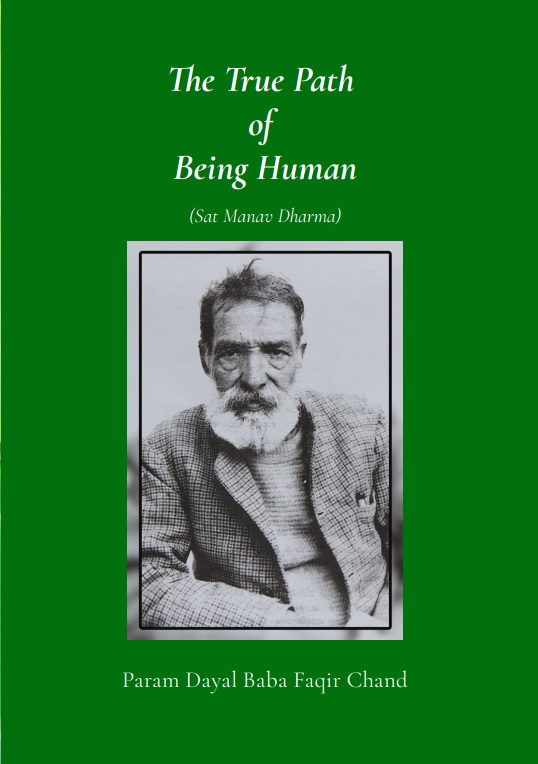 The True Path
of
Being Human
(Sat Manav Dharma)
Param Dayal Baba Faqir Chand